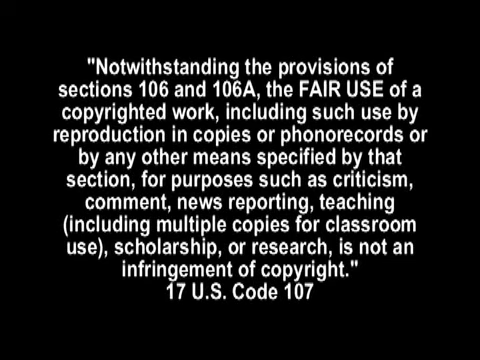 "Notwithstanding the provisions of
sections 106 and 106A, the FAIR USE of a
copyrighted work, including such use by
reproduction in copies or phonorecords or
by any other means specified by that
section, for purposes such as criticism,
comment, news reporting, teaching
(including multiple copies for classroom
use), scholarship, or research, is not an
infringement of copyright."
17 U.S. Code 107